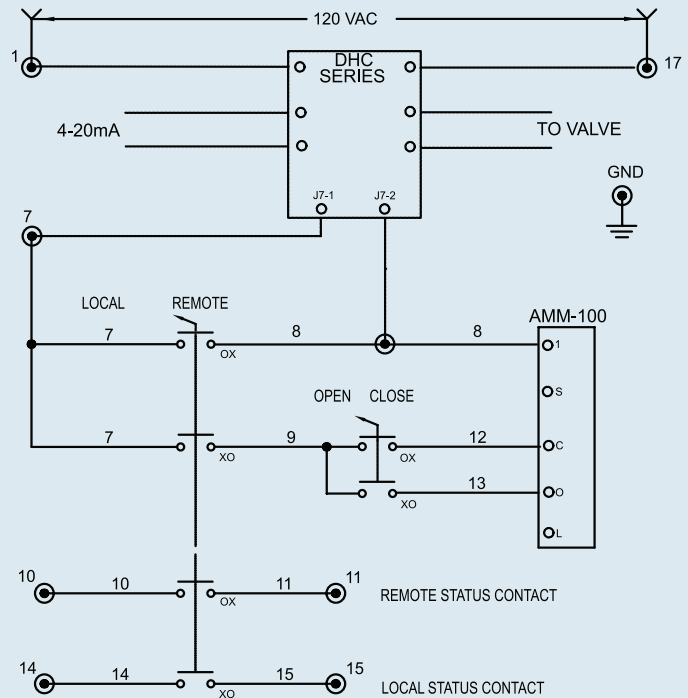 120 VAC
1
DHC
SERIES
17
4-20mA
TO VALVE
GND
J7-1
J7-2
7
LOCAL REMOTE
AMM-100
7
OX
8
8
1
S
OPEN CLOSE
7
XO
9
OX
12
C
XO
13
O
L
10
10
OX
11
11
REMOTE STATUS CONTACT
14
14
XO
15
15
LOCAL STATUS CONTACT